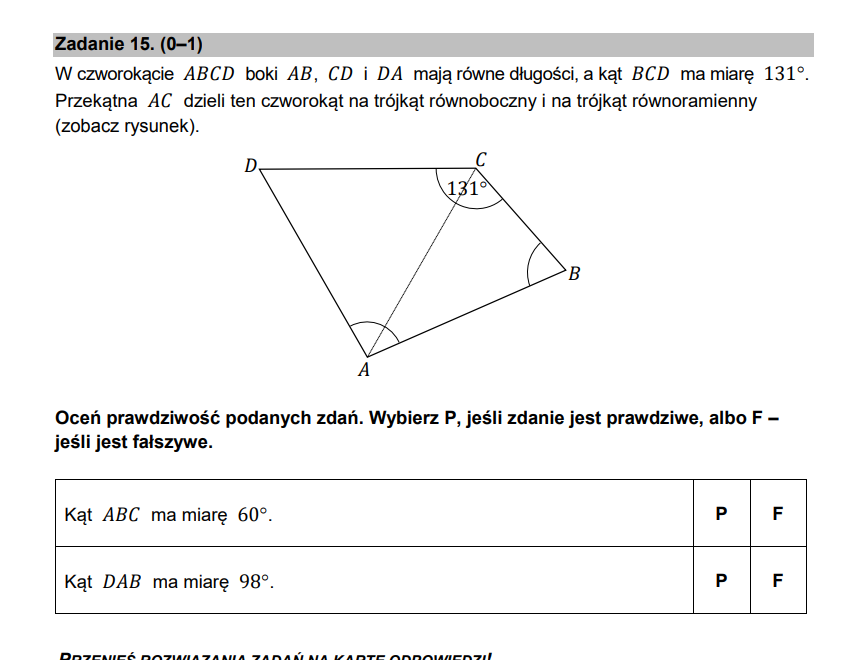 Zadanie 15. (0–1)
W czworokącie ABCD boki AB, CD i DA mają równe długości, a kąt BCD ma miarę 131°.
Przekątna AC dzieli ten czworokąt na trójkąt równoboczny i na trójkąt równoramienny
(zobacz rysunek).
D
C
131°
B
A
Oceń prawdziwość podanych zdań. Wybierz P, jeśli zdanie jest prawdziwe, albo F –
jeśli jest fałszywe.
Kąt ABC ma miarę 60°. P F
Kąt DAB ma miarę 98°. P F
PRZENIEŚ ROZWIĄZANIA ZADAŃ NA KARTĘ ODPOWIEDZI!